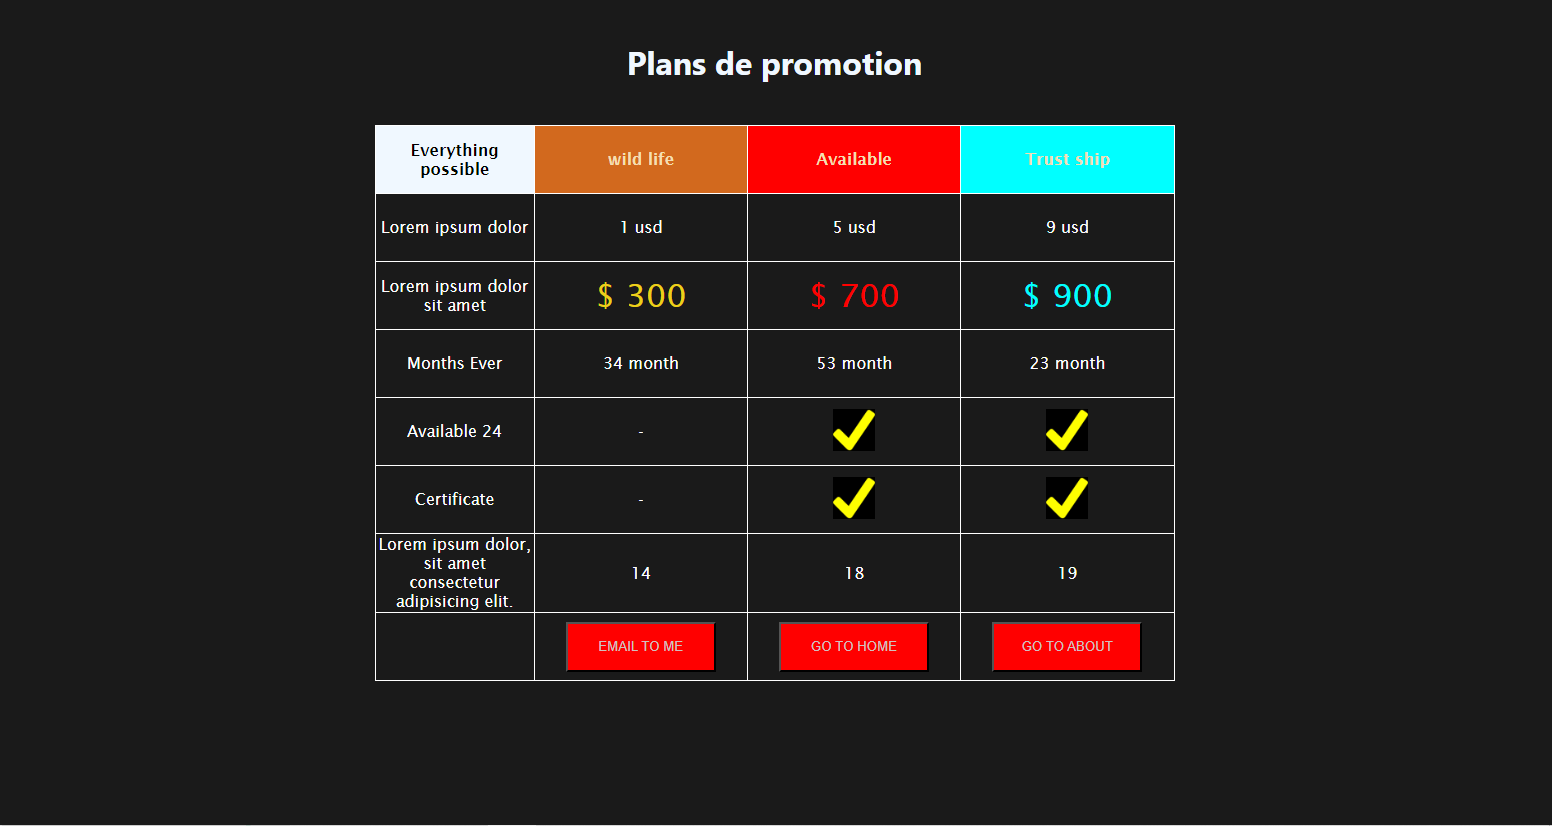 Plans de promotion
Everything
possible
wild life
Available
Trust ship
Lorem ipsum dolor
1 usd
5 usd
9 usd
Lorem ipsum dolor
sit amet
$ 300
$ 700
$ 900
Months Ever
34 month
53 month
23 month
Available 24
-
Certificate
-
Lorem ipsum dolor,
sit amet
consectetur
adipisicing elit.
14
18
19
EMAIL TO ME
GO TO HOME
GO TO ABOUT